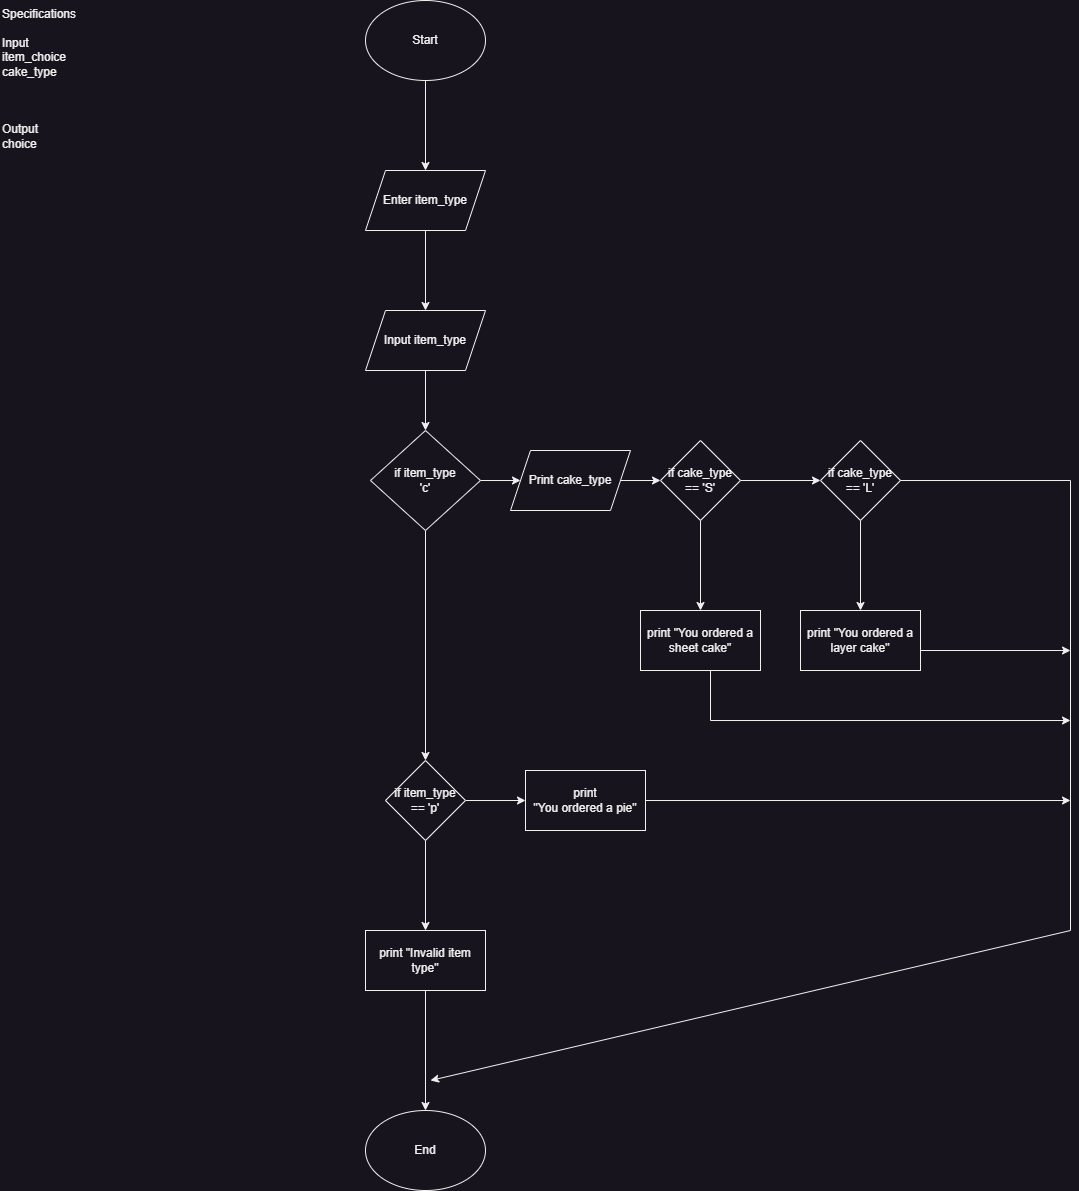 Specifications
Input
item_choice
cake_type
Output
choice
Start
Enter item_type
Input item_type
if item_type
'c'
Print cake_type
if cake_type
== 'S'
if cake_type
== 'L'
print "You ordered a
sheet cake"
print "You ordered a
layer cake"
if item_type
== 'p'
print
"You ordered a pie"
print "Invalid item
type"
End